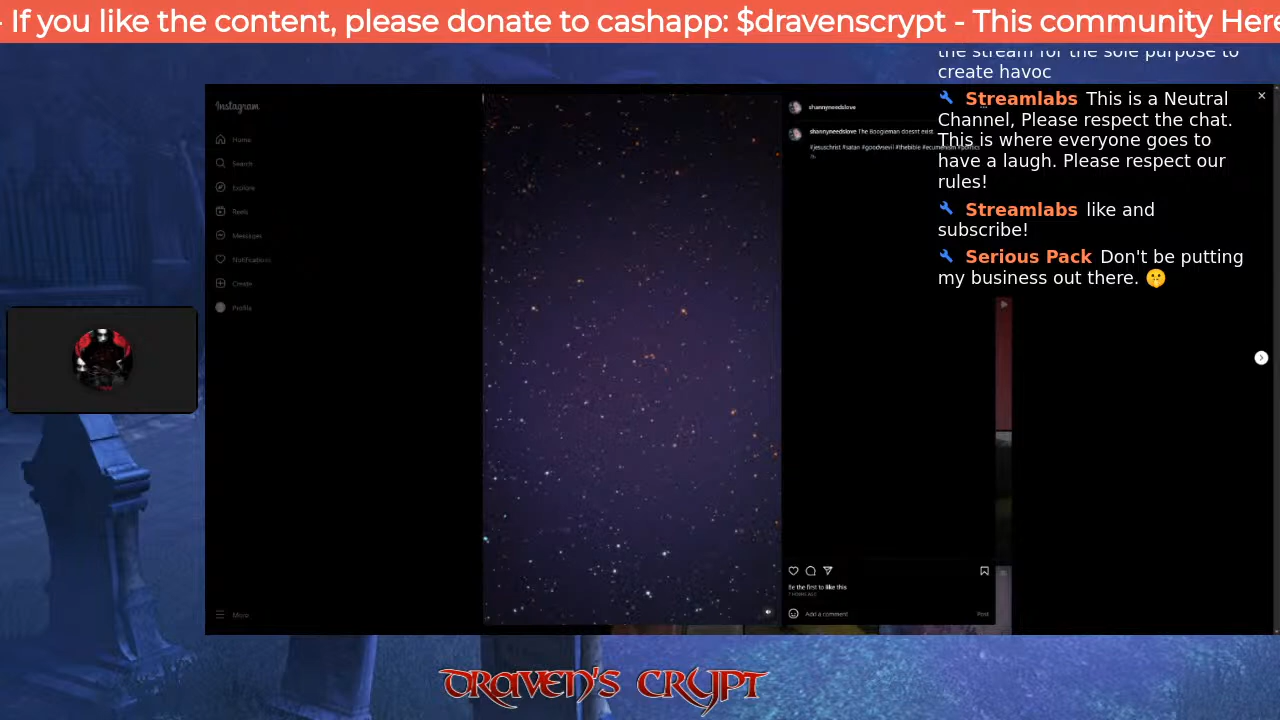 - If you like the content, please donate to cashapp: $dravenscrypt - This community Here
the stream for the sole purpose to
create havoc
Streamlabs This is a Neutral
Channel, Please respect the chat.
This is where everyone goes to
have a laugh. Please respect our
rules!
Streamlabs like and
subscribe!
Serious Pack Don't be putting
my business out there. 🤫
Instagram
Home
Search
Explore
Reels
Messages
Notifications
Create
Profile
More
shannyneedslove
shannyneedslove The Boogieman doesnt exist.
#jesuschrist #satan #goodvsevil #thebible #ecumenism
Be the first to like this
Add a comment
Post
DRAVEN'S CRYPT